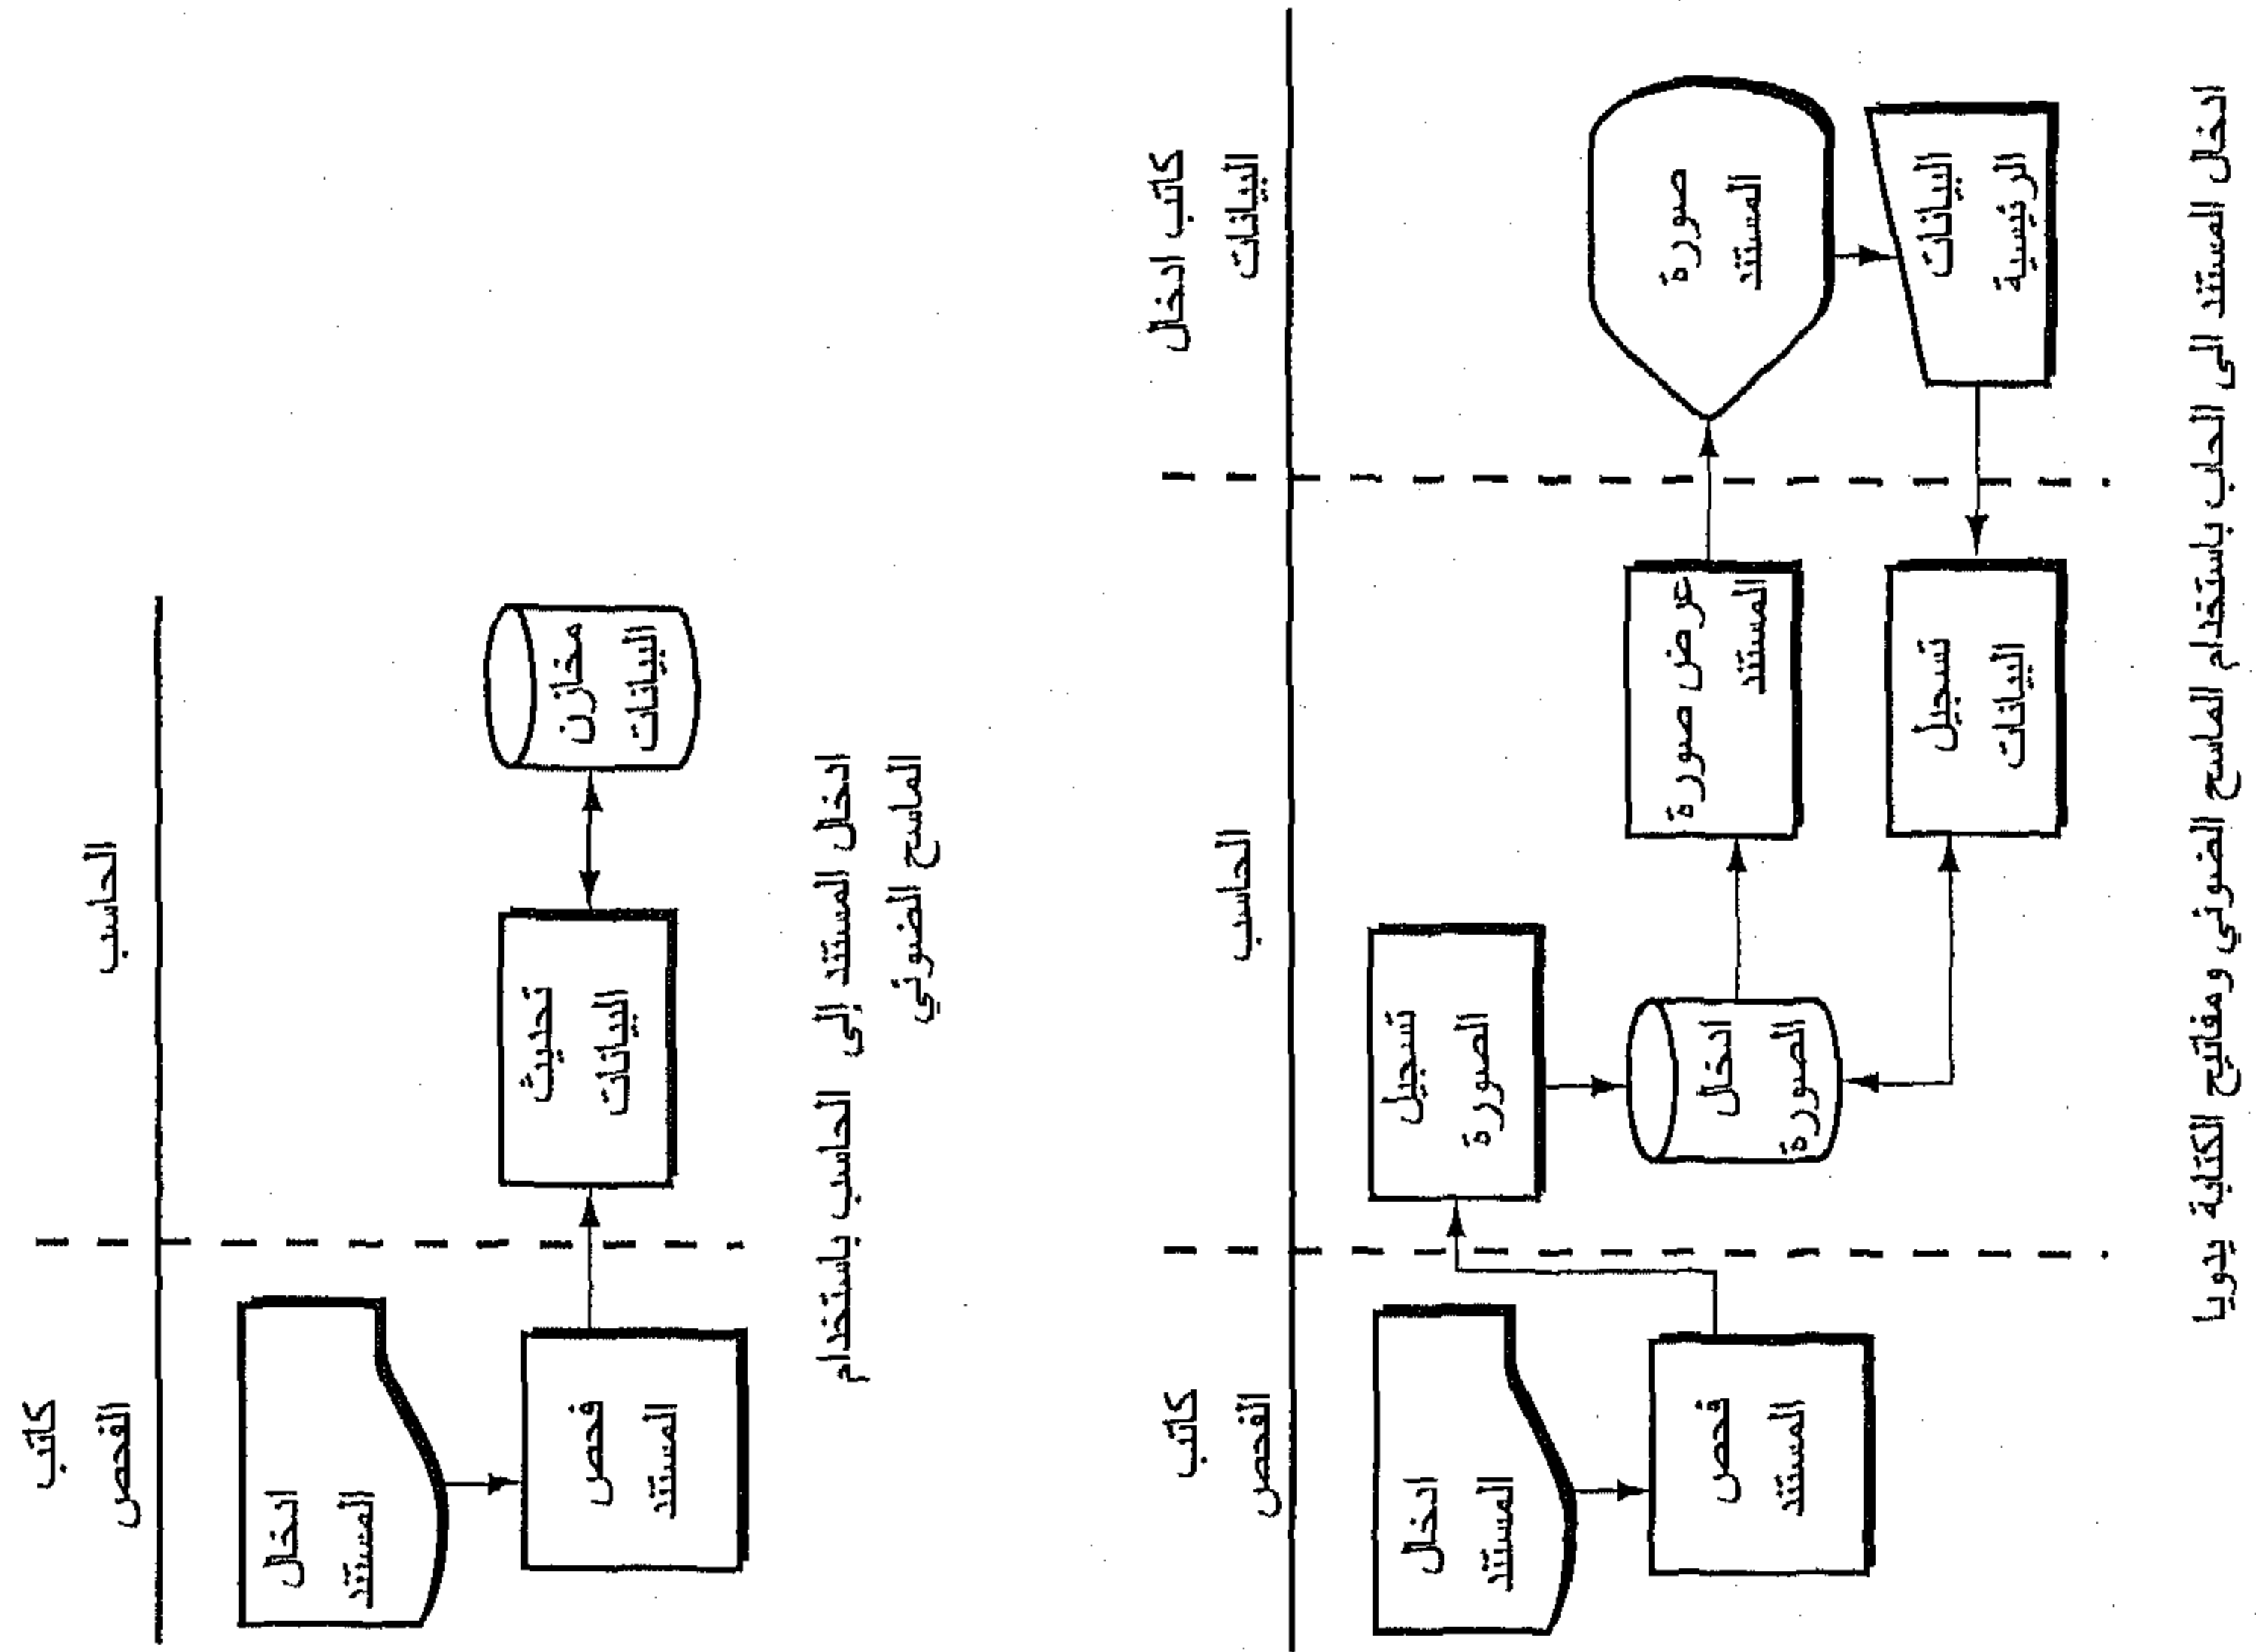 كاتب
الفحص
الحاسب
ادخال
المستند
فحص
المستند
تحديث
البيانات
مخازن
البيانات
ادخال المستند إلى الحاسب باستخدام
الماسح الضوئي
كاتب
الفحص
الحاسب
كاتب ادخال
البيانات
ادخال
المستند
فحص
المستند
تسجيل
الصورة
ادخال
الصورة
عرض صورة
المستند
تسجيل
البيانات
صورة
المستند
البيانات
الرئيسية
ادخال المستند الى الحاب باستخدام الماسح الضوئي ومفاتيح الكتابة يدويا